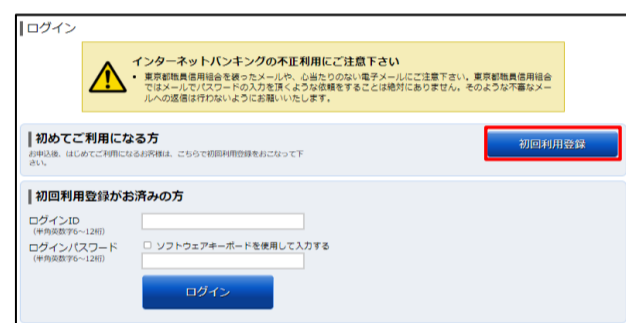 ログイン
インターネットバンキングの不正利用にご注意下さい
• 東京都職員信用組合を装ったメールや、心当たりのない電子メールにご注意下さい。東京都職員信用組合
ではメールでパスワードの入力を頂くような依頼をすることは絶対にありません。そのような不審なメー
ルへの返信は行わないようにお願いいたします。
初めてご利用になる方
お申込後、はじめてご利用になるお客様は、こちらで初回利用登録をおこなって下
さい。
初回利用登録
初回利用登録がお済みの方
ログインID
(半角英数字6~12桁)
ログインパスワード
(半角英数字6~12桁)
ソフトウェアキーボードを使用して入力する
ログイン